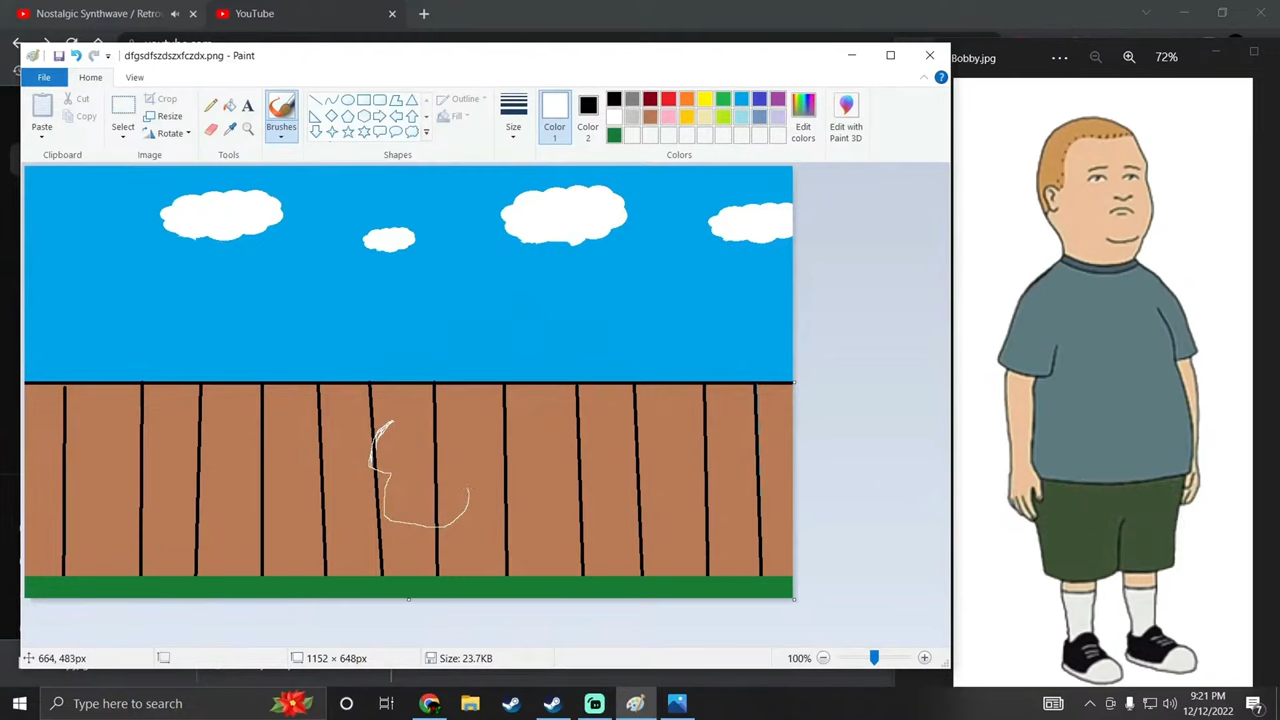 Nostalgic Synthwave / Retro
YouTube
dfgsdfszdszxfczdx.png - Paint
Bobby.jpg
72%
File
Home
View
Paste
Cut
Copy
Clipboard
Select
Crop
Resize
Rotate
Image
A
Tools
Brushes
Outline
Fill
Shapes
Size
Color
1
Color
2
Edit
colors
Colors
Edit with
Paint 3D
664, 483px
1152 × 648px
Size: 23.7KB
100%
Type here to search
9:21 PM
12/12/2022
7